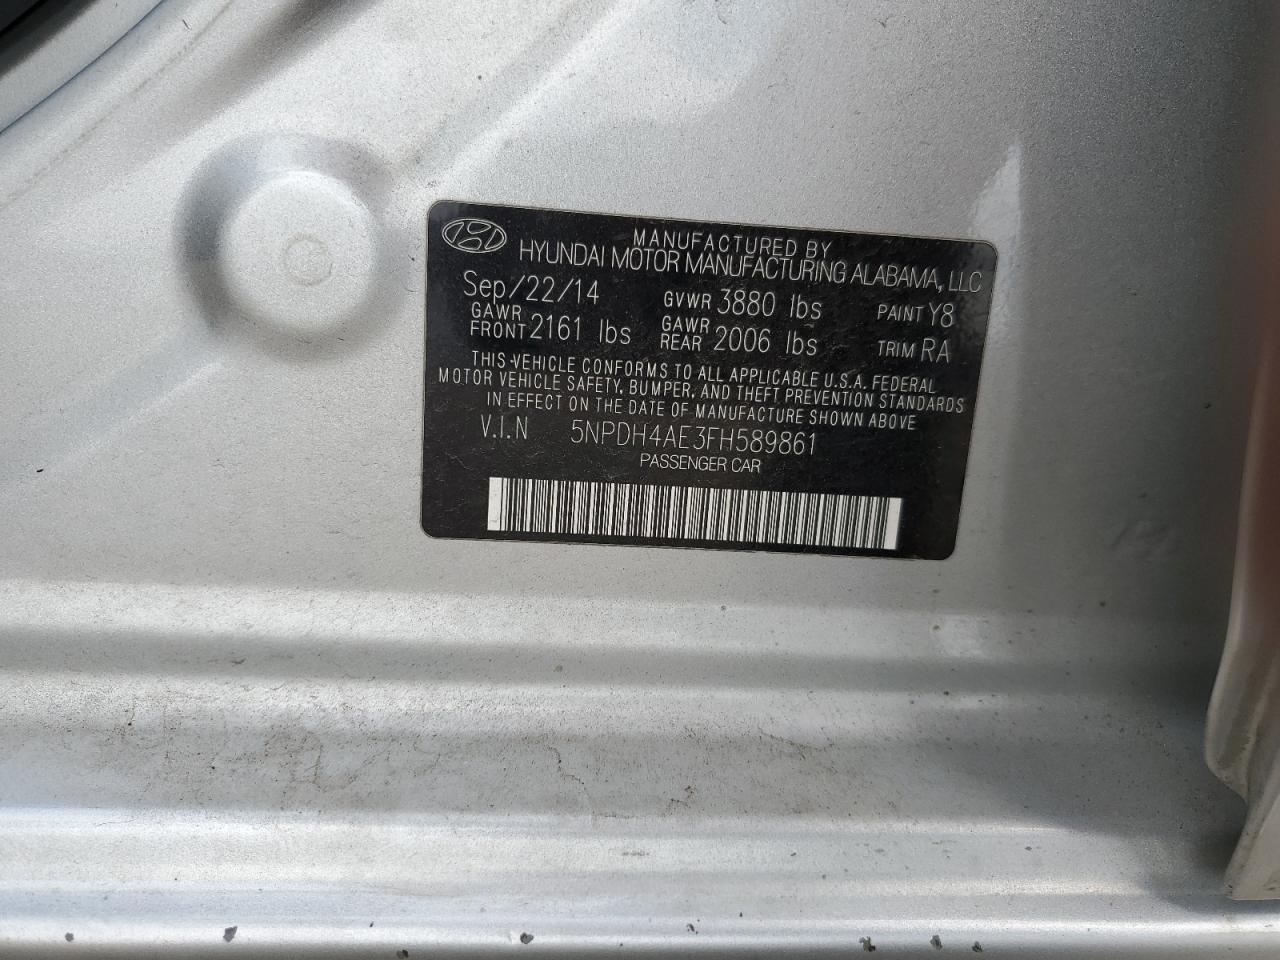 MANUFACTURED BY
HYUNDAI MOTOR MANUFACTURING ALABAMA, LLC
Sep/22/14 GVWR 3880 lbs PAINT Y8
GAWR FRONT 2161 lbs GAWR REAR 2006 lbs TRIM RA
THIS VEHICLE CONFORMS TO ALL APPLICABLE U.S.A. FEDERAL
MOTOR VEHICLE SAFETY, BUMPER, AND THEFT PREVENTION STANDARDS
IN EFFECT ON THE DATE OF MANUFACTURE SHOWN ABOVE
V.I.N 5NPDH4AE3FH589861
PASSENGER CAR